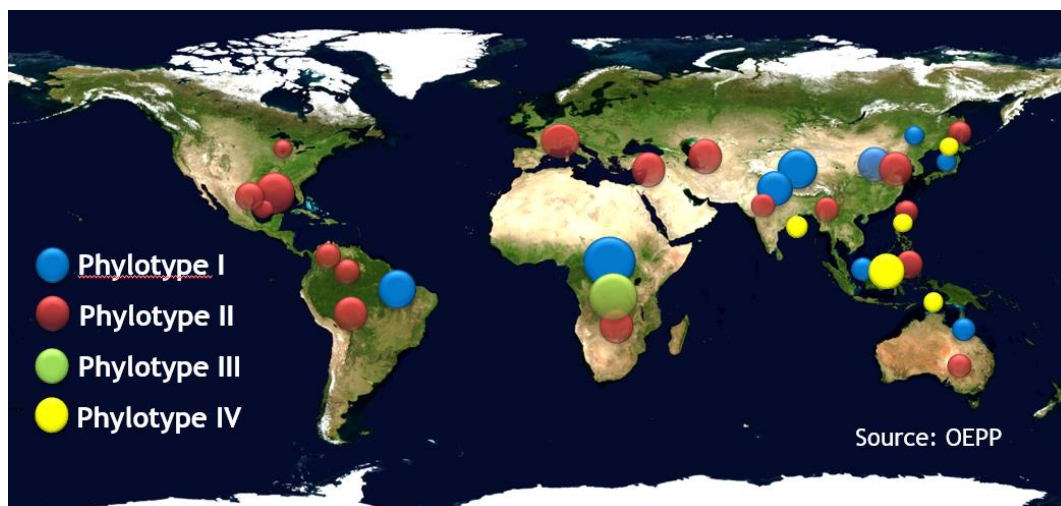 Phylotype I
Phylotype II
Phylotype III
Phylotype IV
Source: OEPP